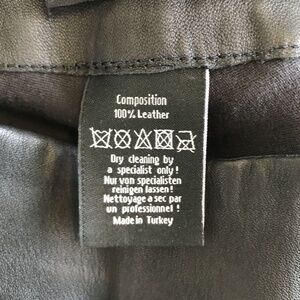 Composition
100% Leather
Dry cleaning by
a specialist only!
Nur von specialisten
reinigen lassen!
Nettoyage a sec par
un professionnel!
Made in Turkey